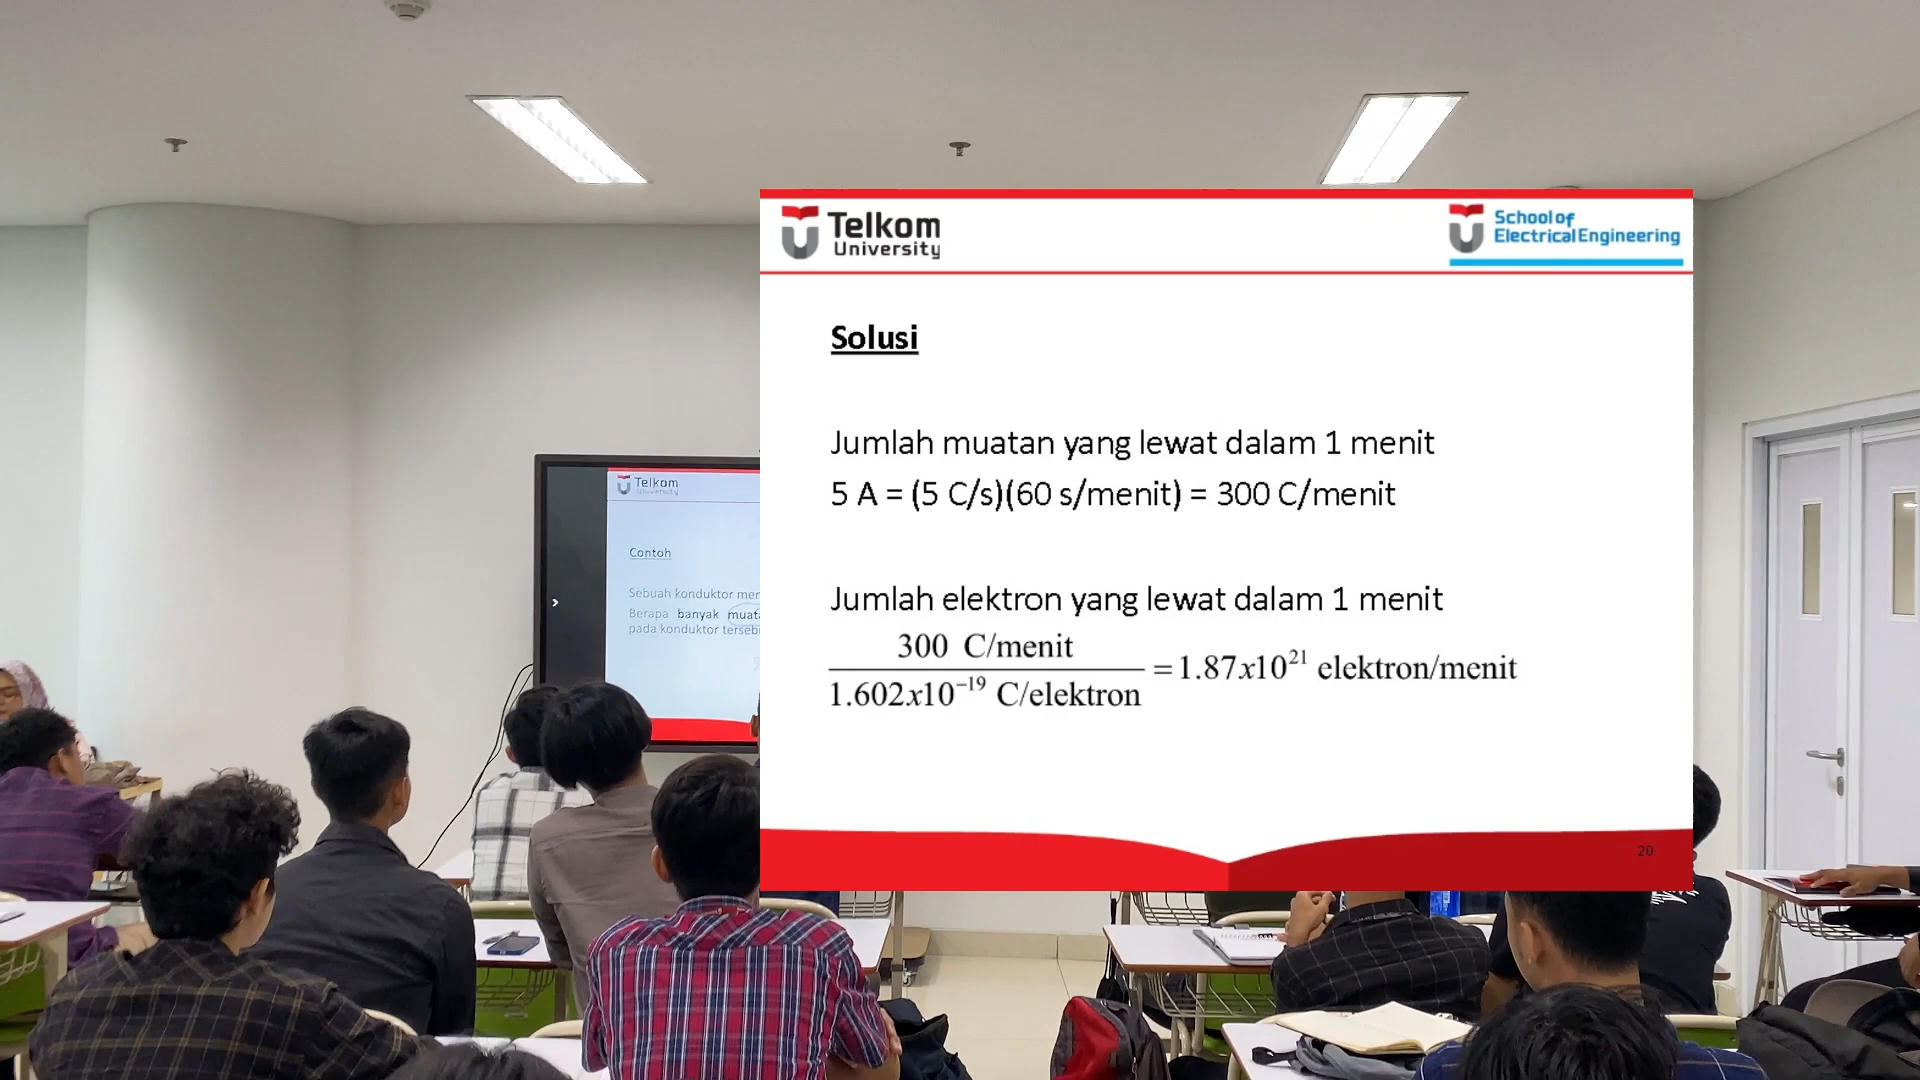 Telkom
University
School of
Electrical Engineering
Solusi
Jumlah muatan yang lewat dalam 1 menit
5 A = (5 C/s)(60 s/menit) = 300 C/menit
Jumlah elektron yang lewat dalam 1 menit
300 C/menit
1.602x10⁻¹⁹ C/elektron
=1.87x10²¹ elektron/menit
20
Telkom
University
Contoh
Sebuah konduktor
Berapa banyak
pada konduktor